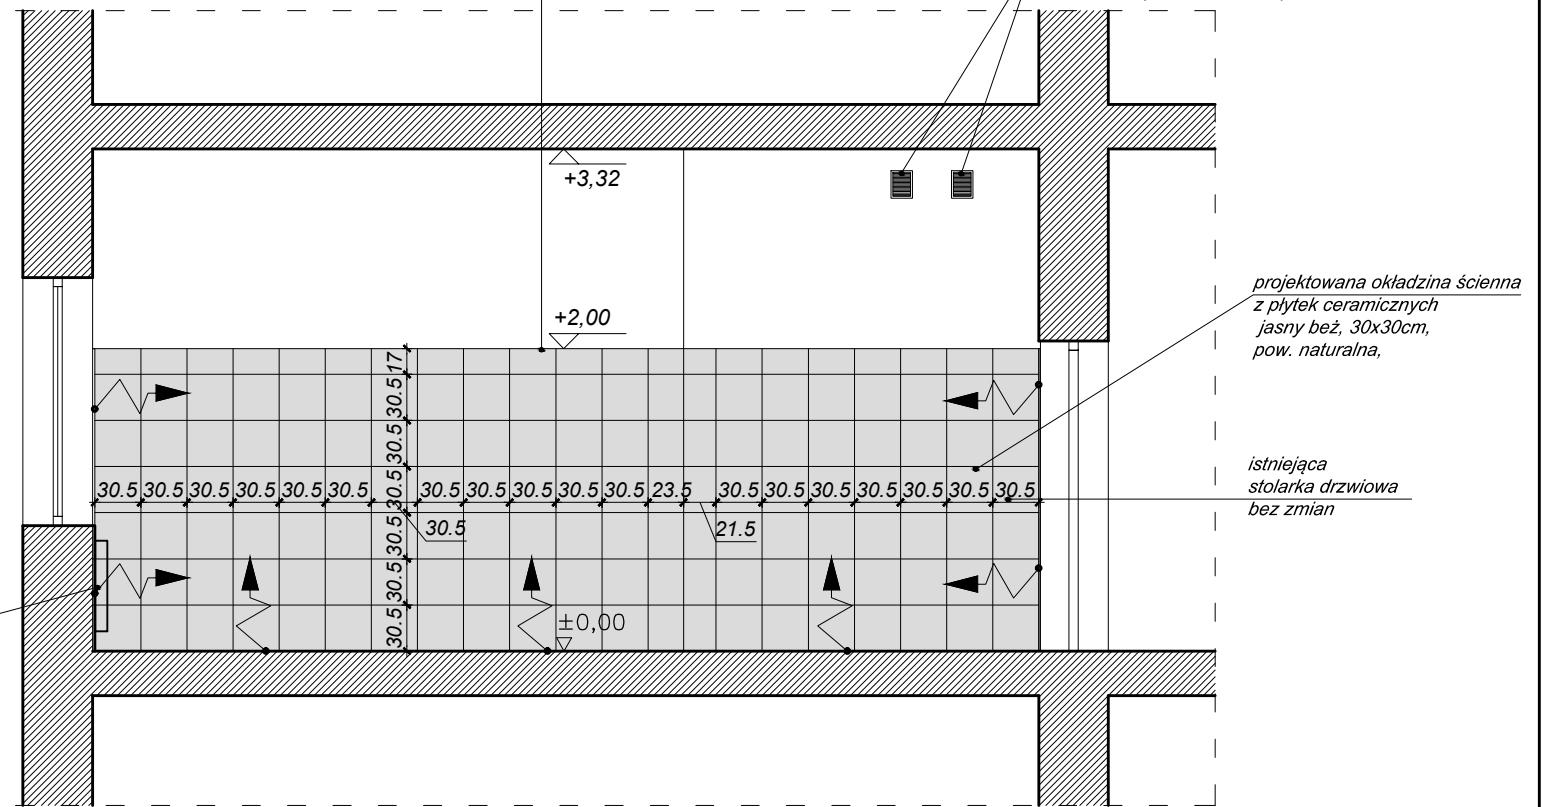 +3,32
+2,00
projektowana okładzina ścienna
z płytek ceramicznych
jasny beż, 30x30cm,
pow. naturalna,
17
30.5
30.5
30.5
30.5
30.5
30.5
30.5 30.5 30.5 30.5 30.5 30.5 30.5 30.5 30.5 30.5 30.5 23.5 30.5 30.5 30.5 30.5 30.5 30.5 30.5
30.5
21.5
istniejąca
stolarka drzwiowa
bez zmian
±0,00